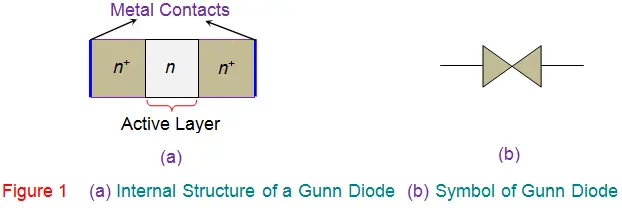 Metal Contacts
n⁺ n n⁺
Active Layer
(a)
(b)
Figure 1 (a) Internal Structure of a Gunn Diode (b) Symbol of Gunn Diode